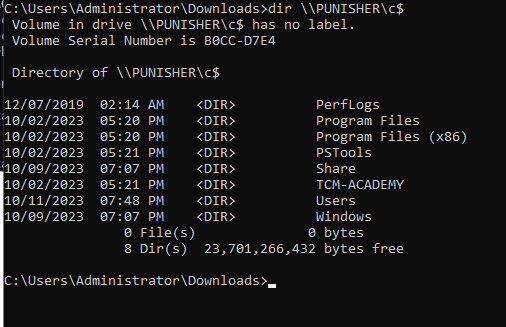 C:\Users\Administrator\Downloads>dir \\PUNISHER\c$
Volume in drive \\PUNISHER\c$ has no label.
Volume Serial Number is B0CC-D7E4
Directory of \\PUNISHER\c$
12/07/2019  02:14 AM    <DIR>          PerfLogs
10/02/2023  05:20 PM    <DIR>          Program Files
10/02/2023  05:20 PM    <DIR>          Program Files (x86)
10/02/2023  05:21 PM    <DIR>          PSTools
10/09/2023  07:07 PM    <DIR>          Share
10/02/2023  05:21 PM    <DIR>          TCM-ACADEMY
10/11/2023  07:48 PM    <DIR>          Users
10/09/2023  07:07 PM    <DIR>          Windows
0 File(s)              0 bytes
8 Dir(s)  23,701,266,432 bytes free
C:\Users\Administrator\Downloads>